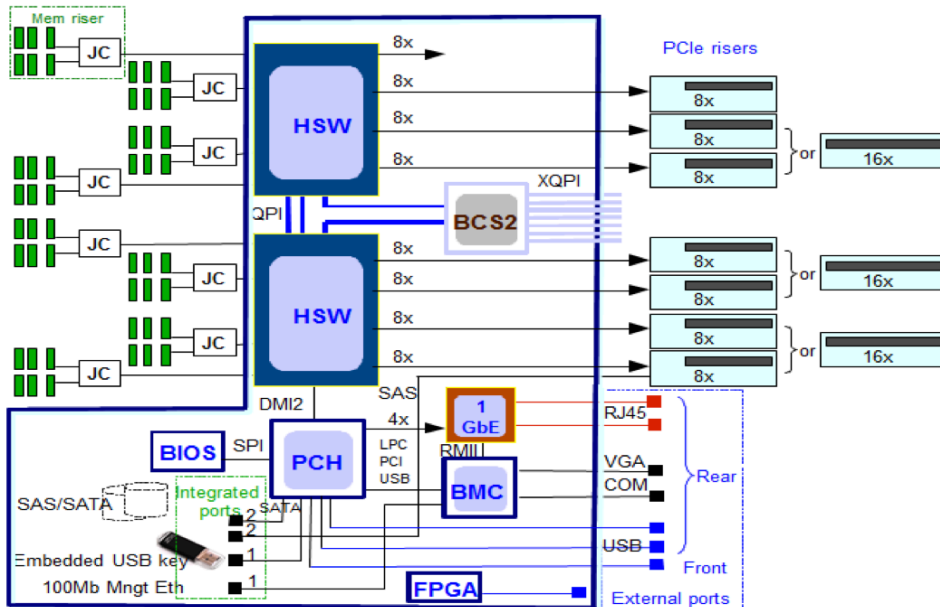 Mem riser
JC
8x
PCIe risers
JC
8x
8x
HSW
8x
8x
or
JC
8x
8x
16x
JC
XQPI
QPI
BCS2
JC
8x
8x
JC
8x
or
HSW
8x
16x
8x
8x
JC
or
8x
16x
JC
8x
DMI2
SAS
4x
1
GbE
RJ45
BIOS
SPI
PCH
LPC
PCI
USB
RMII
VGA
Rear
BMC
COM
SAS/SATA
Integrated
ports
SATA
2
2
USB
Embedded USB key
1
Front
100Mb Mngt Eth
1
FPGA
External ports